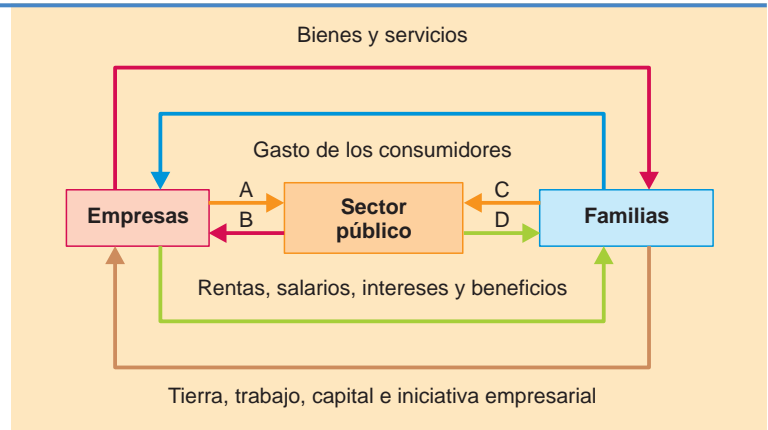 Bienes y servicios
Gasto de los consumidores
A
C
Empresas
Sector
público
Familias
B
D
Rentas, salarios, intereses y beneficios
Tierra, trabajo, capital e iniciativa empresarial